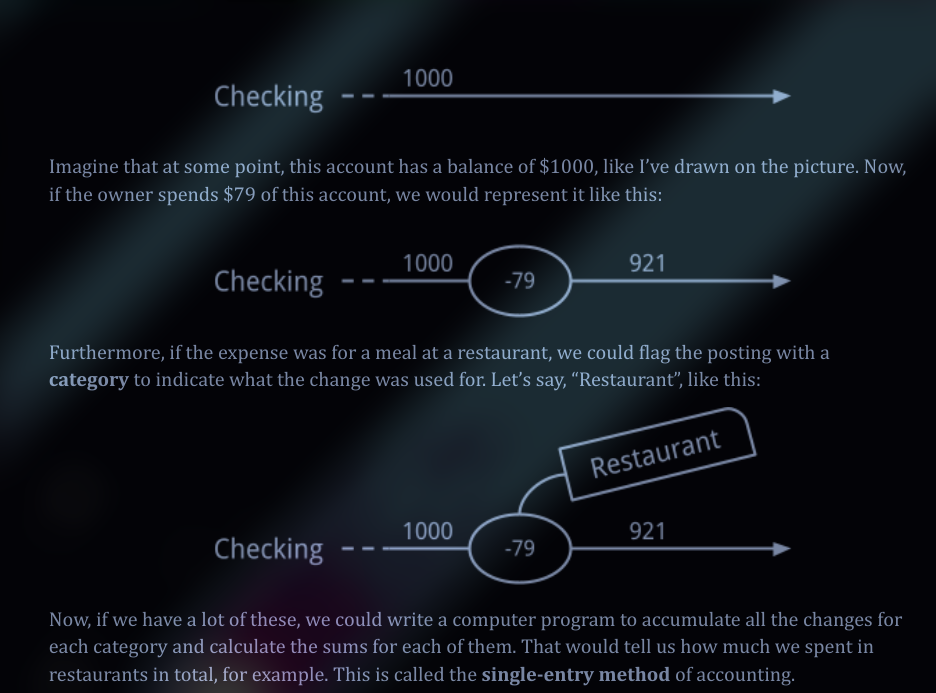 1000
Checking
Imagine that at some point, this account has a balance of $1000, like I’ve drawn on the picture. Now,
if the owner spends $79 of this account, we would represent it like this:
1000 921
Checking -79
Furthermore, if the expense was for a meal at a restaurant, we could flag the posting with a
category to indicate what the change was used for. Let’s say, “Restaurant”, like this:
Restaurant
1000 921
Checking -79
Now, if we have a lot of these, we could write a computer program to accumulate all the changes for
each category and calculate the sums for each of them. That would tell us how much we spent in
restaurants in total, for example. This is called the single-entry method of accounting.